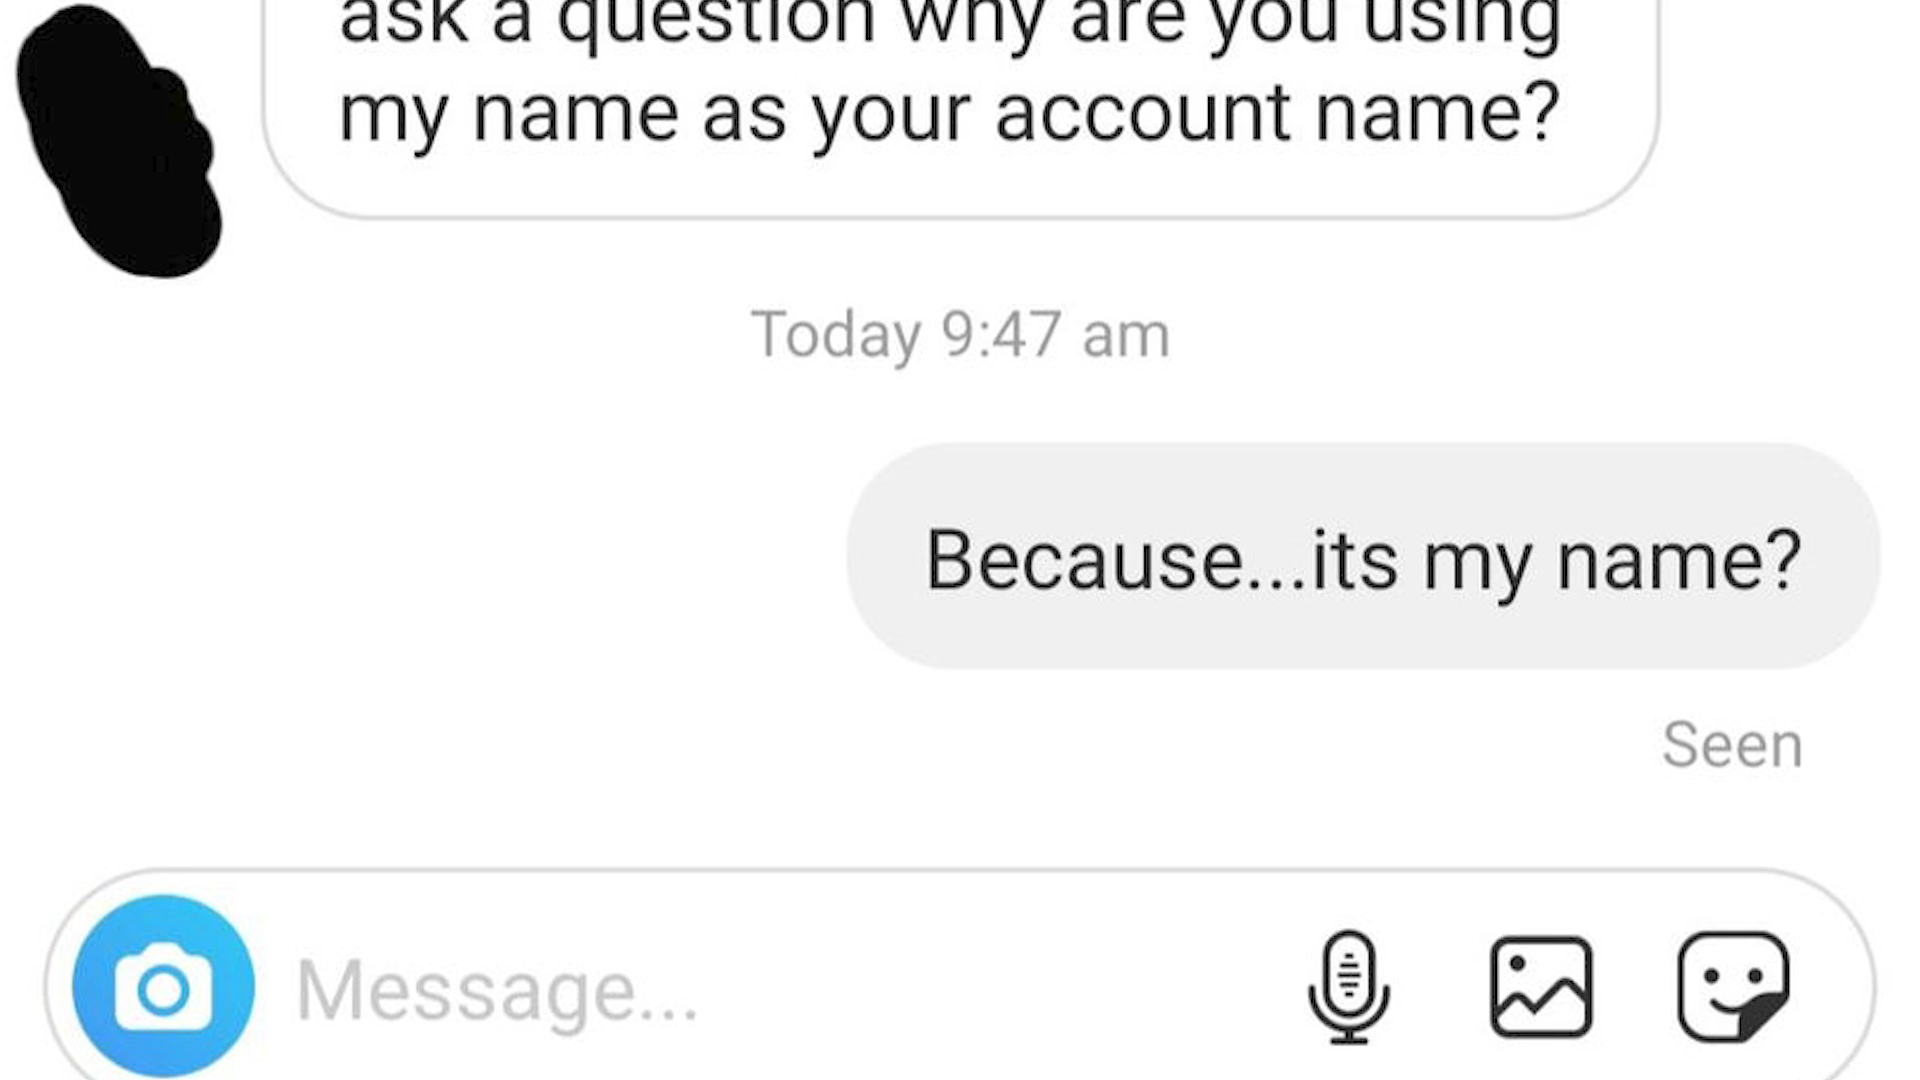 ask a question why are you using
my name as your account name?
Today 9:47 am
Because...its my name?
Seen
Message...